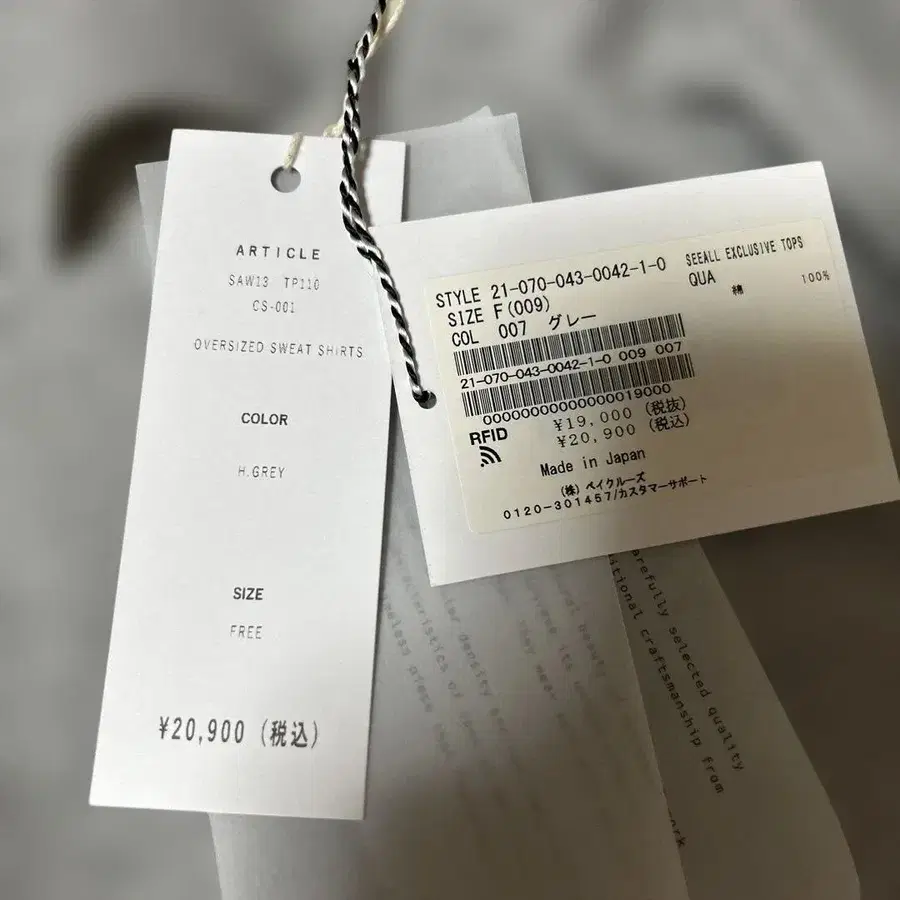 ARTICLE
SAW13 TP110
CS-001
OVERSIZED SWEAT SHIRTS
COLOR
H.GREY
SIZE
FREE
¥20,900 (税込)
STYLE 21-070-043-0042-1-0
SIZE F(009)
COL 007 グレー
SEEALL EXCLUSIVE TOPS
QUA 綿 100%
21-070-043-0042-1-0 009 007
00000000000000019000
¥19,000 (税抜)
¥20,900 (税込)
RFID
Made in Japan
(株) ベイクルーズ
0120-301457/カスタマーサポート
carefully selected quality
craftsmanship from